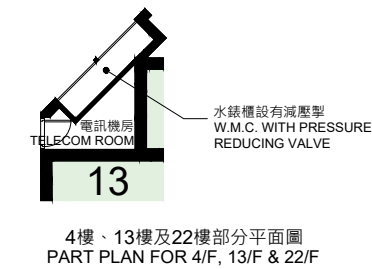 電訊機房
TELECOM ROOM
水錶櫃設有減壓掣
W.M.C. WITH PRESSURE
REDUCING VALVE
13
4樓、13樓及22樓部分平面圖
PART PLAN FOR 4/F, 13/F & 22/F